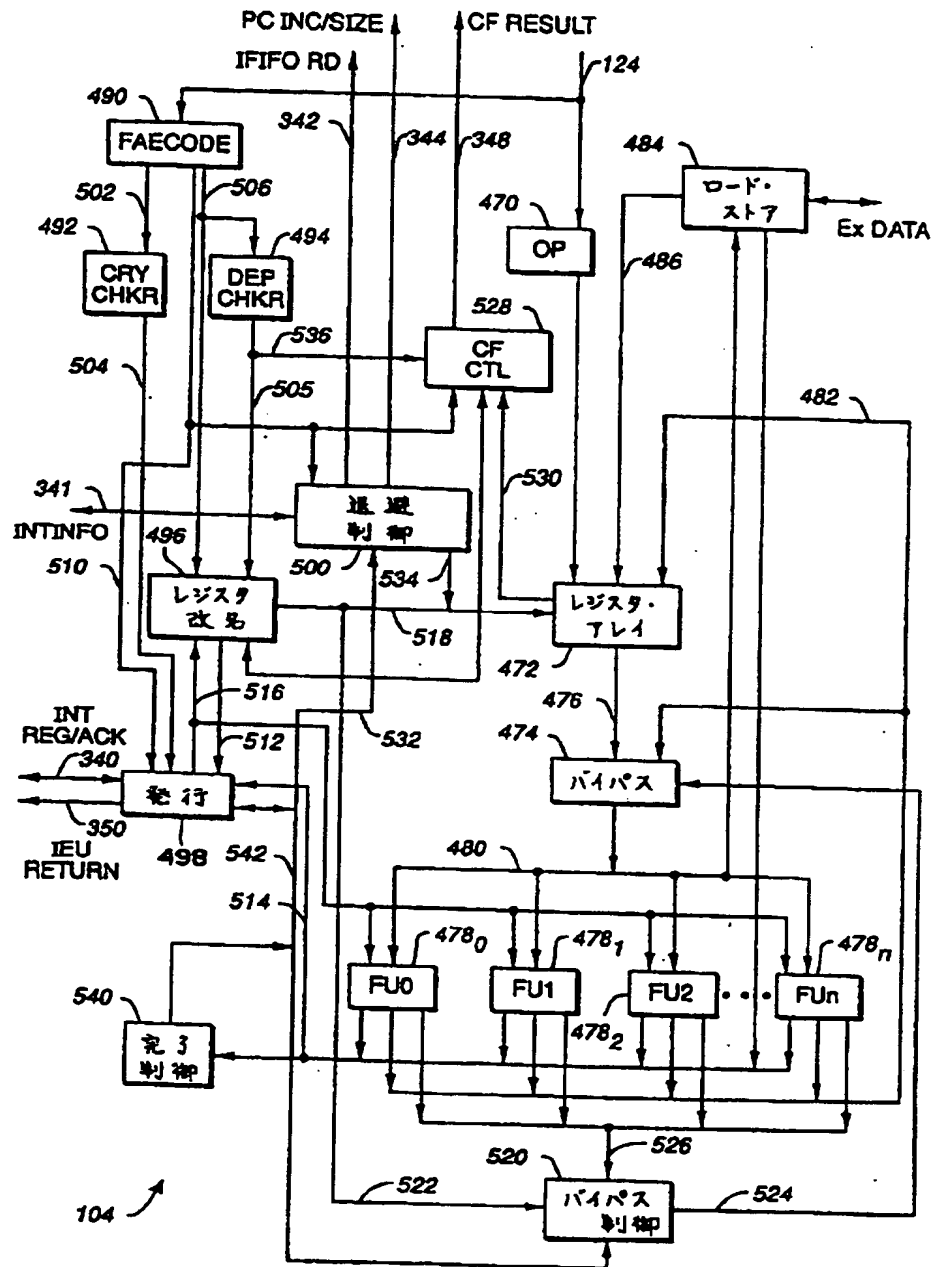 PC INC/SIZE
CF RESULT
IFIFO RD
124
490
342
344
348
484
FAECODE
ロード・
ストア
502
506
470
492
494
Ex DATA
CRY
CHKR
DEP
CHKR
OP
486
528
536
CF
CTL
504
505
482
341
530
INTINFO
496
退避
制御
510
500
534
レジスタ
改名
518
レジスタ・
アレイ
472
516
476
INT
REG/ACK
532
474
512
340
発行
バイパス
350
498
IEU
RETURN
542
480
514
478₀
478₁
478ₙ
540
FU0
FU1
FU2
FUn
478₂
完了
制御
520
526
522
バイパス
制御
524
104